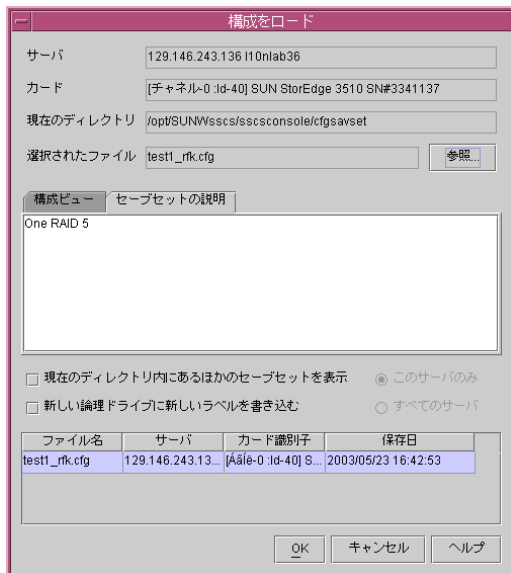 構成をロード
サーバ 129.146.243.136 l10nlab36
カード [チャネル-0 :Id-40] SUN StorEdge 3510 SN#3341137
現在のディレクトリ /opt/SUNWsscs/sscsconsole/cfgsavset
選択されたファイル test1_rfk.cfg 参照...
構成ビュー セーブセットの説明
One RAID 5
現在のディレクトリ内にあるほかのセーブセットを表示 このサーバのみ
新しい論理ドライブに新しいラベルを書き込む すべてのサーバ
ファイル名 サーバ カード識別子 保存日
test1_rfk.cfg 129.146.243.13... [Áãíë-0 :Id-40] S... 2003/05/23 16:42:53
OK キャンセル ヘルプ